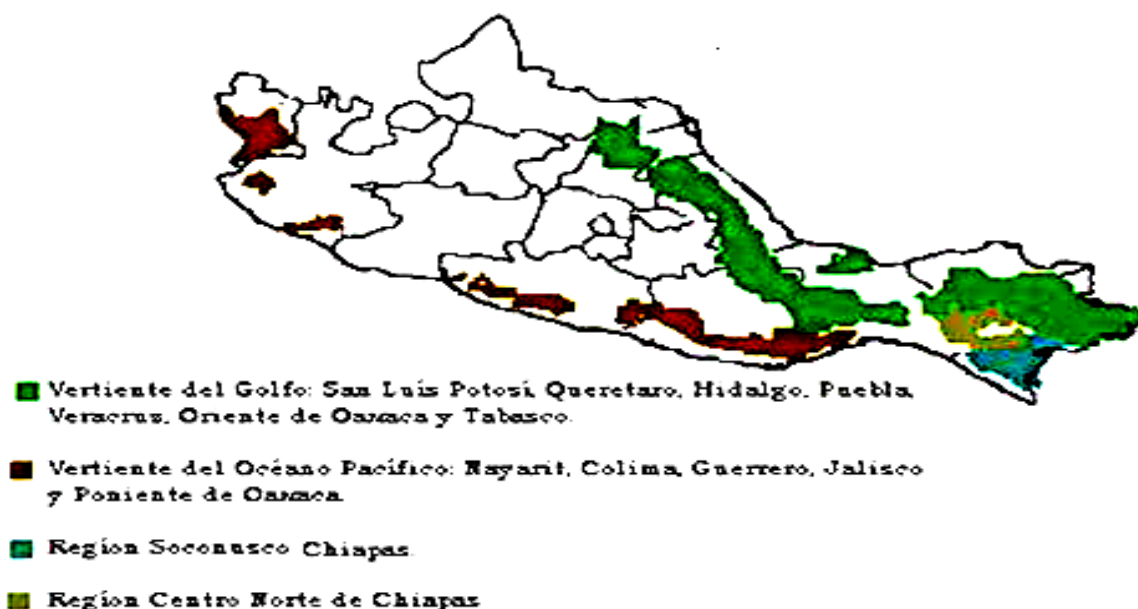 Vertiente del Golfo: San Luis Potosí, Queretaro, Hidalgo, Puebla,
Veracruz, Oriente de Oaxaca y Tabasco.
Vertiente del Océano Pacífico: Nayarit, Colima, Guerrero, Jalisco
y Poniente de Oaxaca
Región Soconusco Chiapas.
Región Centro Norte de Chiapas